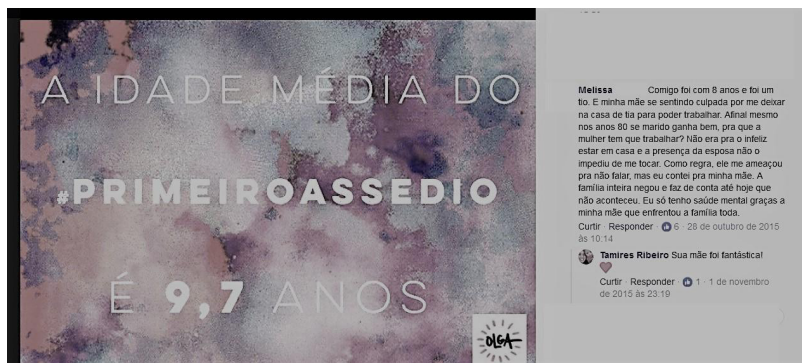 A IDADE MÉDIA DO
#PRIMEIROASSEDIO
É 9,7 ANOS
OLGA
Melissa Comigo foi com 8 anos e foi um
tio. E minha mãe se sentindo culpada por me deixar
na casa de tia para poder trabalhar. Afinal mesmo
nos anos 80 se marido ganha bem, pra que a
mulher tem que trabalhar? Não era pro o infeliz
estar em casa e a presença da esposa não o
impediu de me tocar. Como regra, ele me ameaçou
pra não falar, mas eu contei pra minha mãe. A
família inteira negou e faz de conta até hoje que
não aconteceu. Eu só tenho saúde mental graças a
minha mãe que enfrentou a família toda.
Curtir · Responder · 6 · 28 de outubro de 2015
às 10:14
Tamires Ribeiro Sua mãe foi fantástica!
Curtir · Responder · 1 · 1 de novembro
de 2015 às 23:19